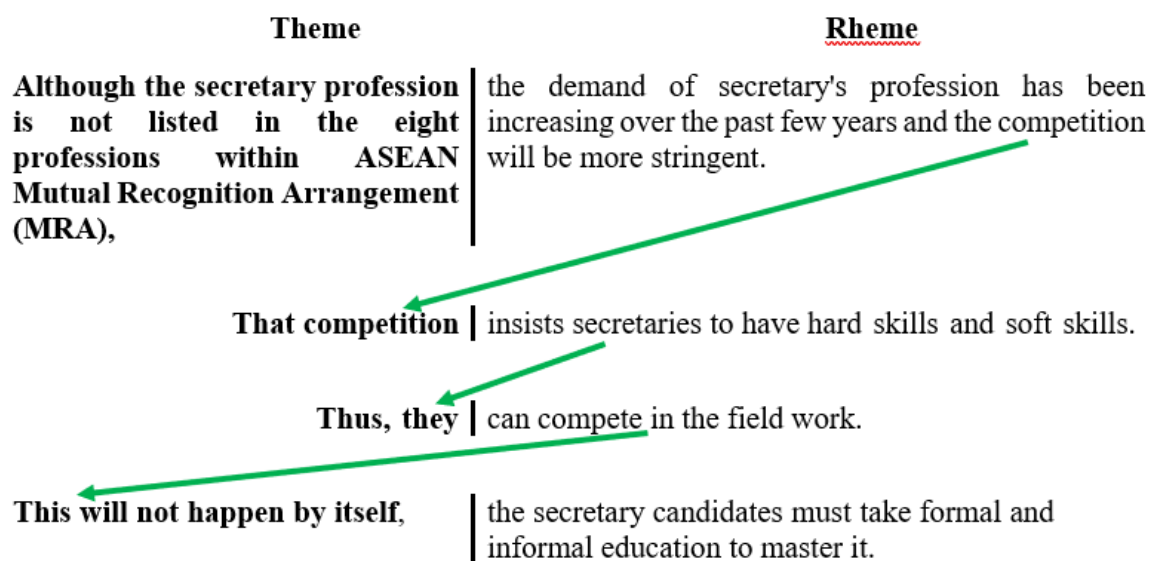 Theme
Rheme
Although the secretary profession
is not listed in the eight
professions within ASEAN
Mutual Recognition Arrangement
(MRA),
the demand of secretary's profession has been
increasing over the past few years and the competition
will be more stringent.
That competition
insists secretaries to have hard skills and soft skills.
Thus, they
can compete in the field work.
This will not happen by itself,
the secretary candidates must take formal and
informal education to master it.